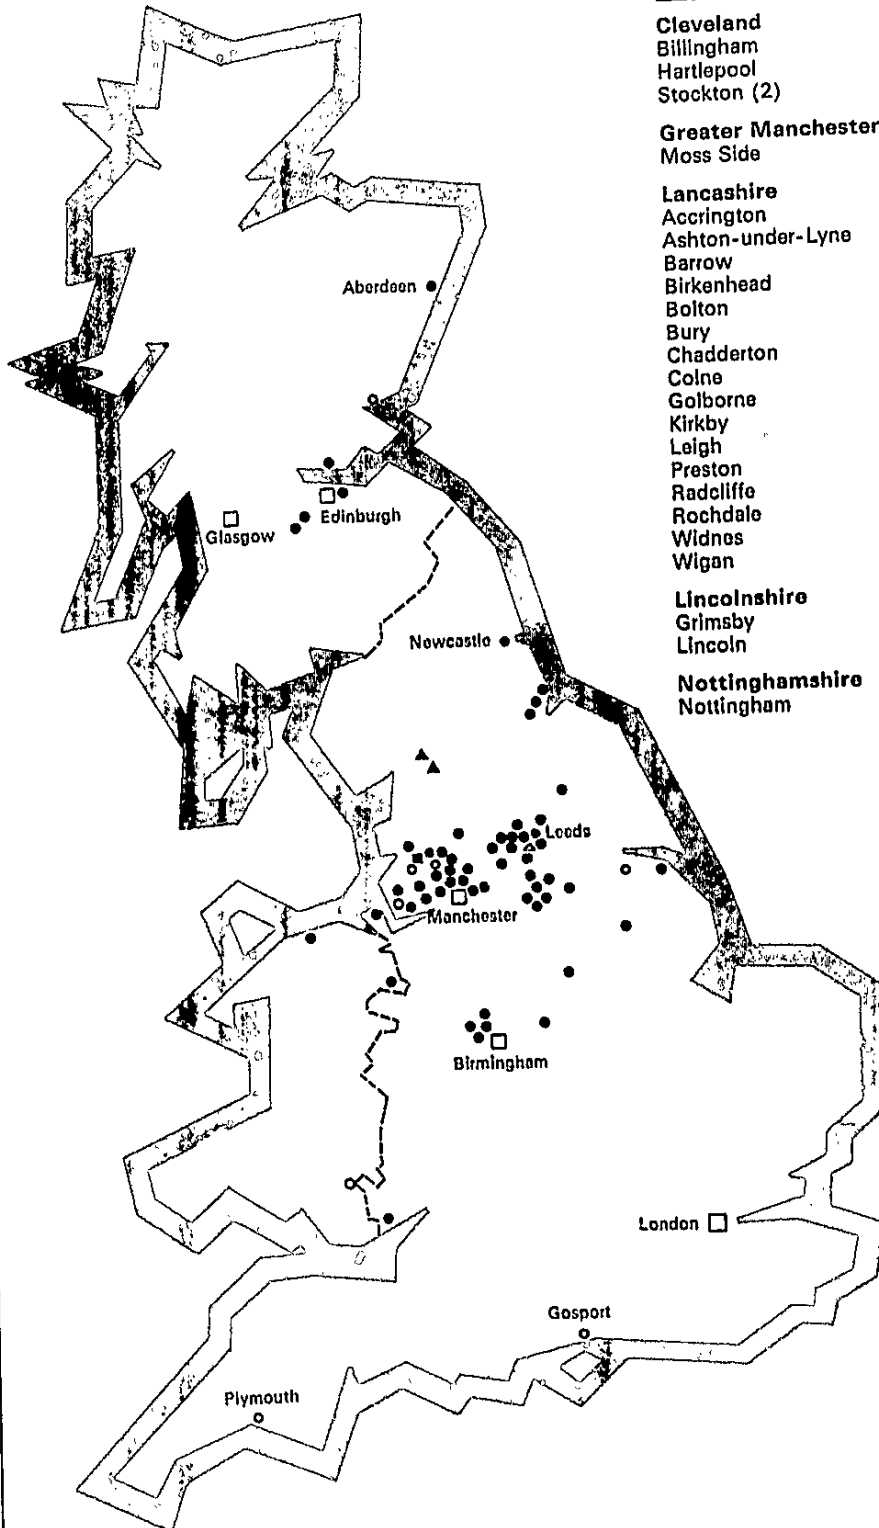 Cleveland
Billingham
Hartlepool
Stockton (2)
Greater Manchester
Moss Side
Lancashire
Accrington
Ashton-under-Lyne
Barrow
Birkenhead
Bolton
Bury
Chadderton
Colne
Golborne
Kirkby
Leigh
Preston
Radcliffe
Rochdale
Widnes
Wigan
Lincolnshire
Grimsby
Lincoln
Nottinghamshire
Nottingham
Aberdeen
Edinburgh
Glasgow
Newcastle
Leeds
Manchester
Birmingham
London
Gosport
Plymouth